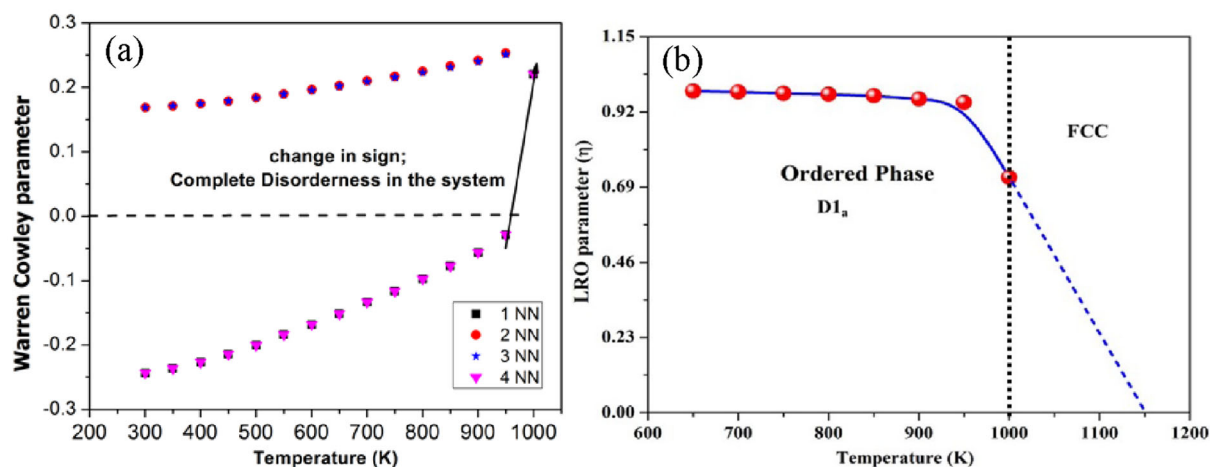 (a)
0.3
0.2
0.1
0.0
-0.1
-0.2
-0.3
Warren Cowley parameter
change in sign;
Complete Disorderness in the system
1 NN
2 NN
3 NN
4 NN
200 300 400 500 600 700 800 900 1000
Temperature (K)
(b)
1.15
0.92
0.69
0.46
0.23
0.00
LRO parameter (η)
FCC
Ordered Phase
D1a
600 700 800 900 1000 1100 1200
Temperature (K)